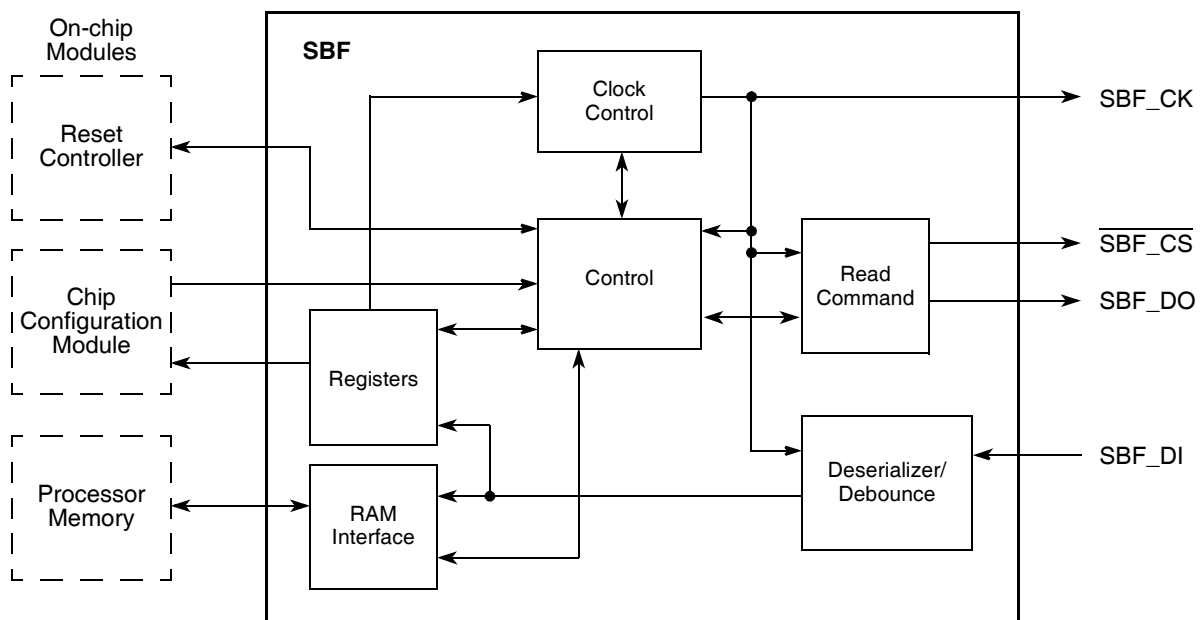 On-chip
Modules
SBF
Reset
Controller
Chip
Configuration
Module
Processor
Memory
Clock
Control
Control
Registers
RAM
Interface
Read
Command
Deserializer/
Debounce
SBF_CK
SBF_CS
SBF_DO
SBF_DI